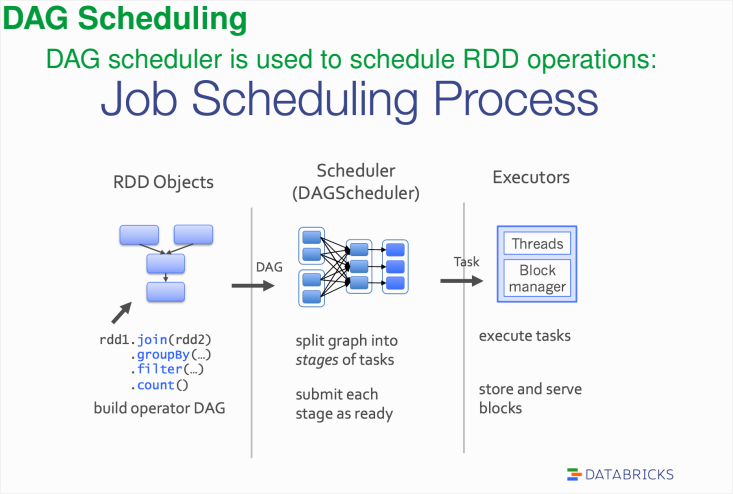 DAG Scheduling
DAG scheduler is used to schedule RDD operations:
Job Scheduling Process
RDD Objects
rdd1.join(rdd2)
.groupBy(…)
.filter(…)
.count()
build operator DAG
DAG
Scheduler
(DAGScheduler)
split graph into
stages of tasks
submit each
stage as ready
Task
Executors
Threads
Block
manager
execute tasks
store and serve
blocks
DATABRICKS